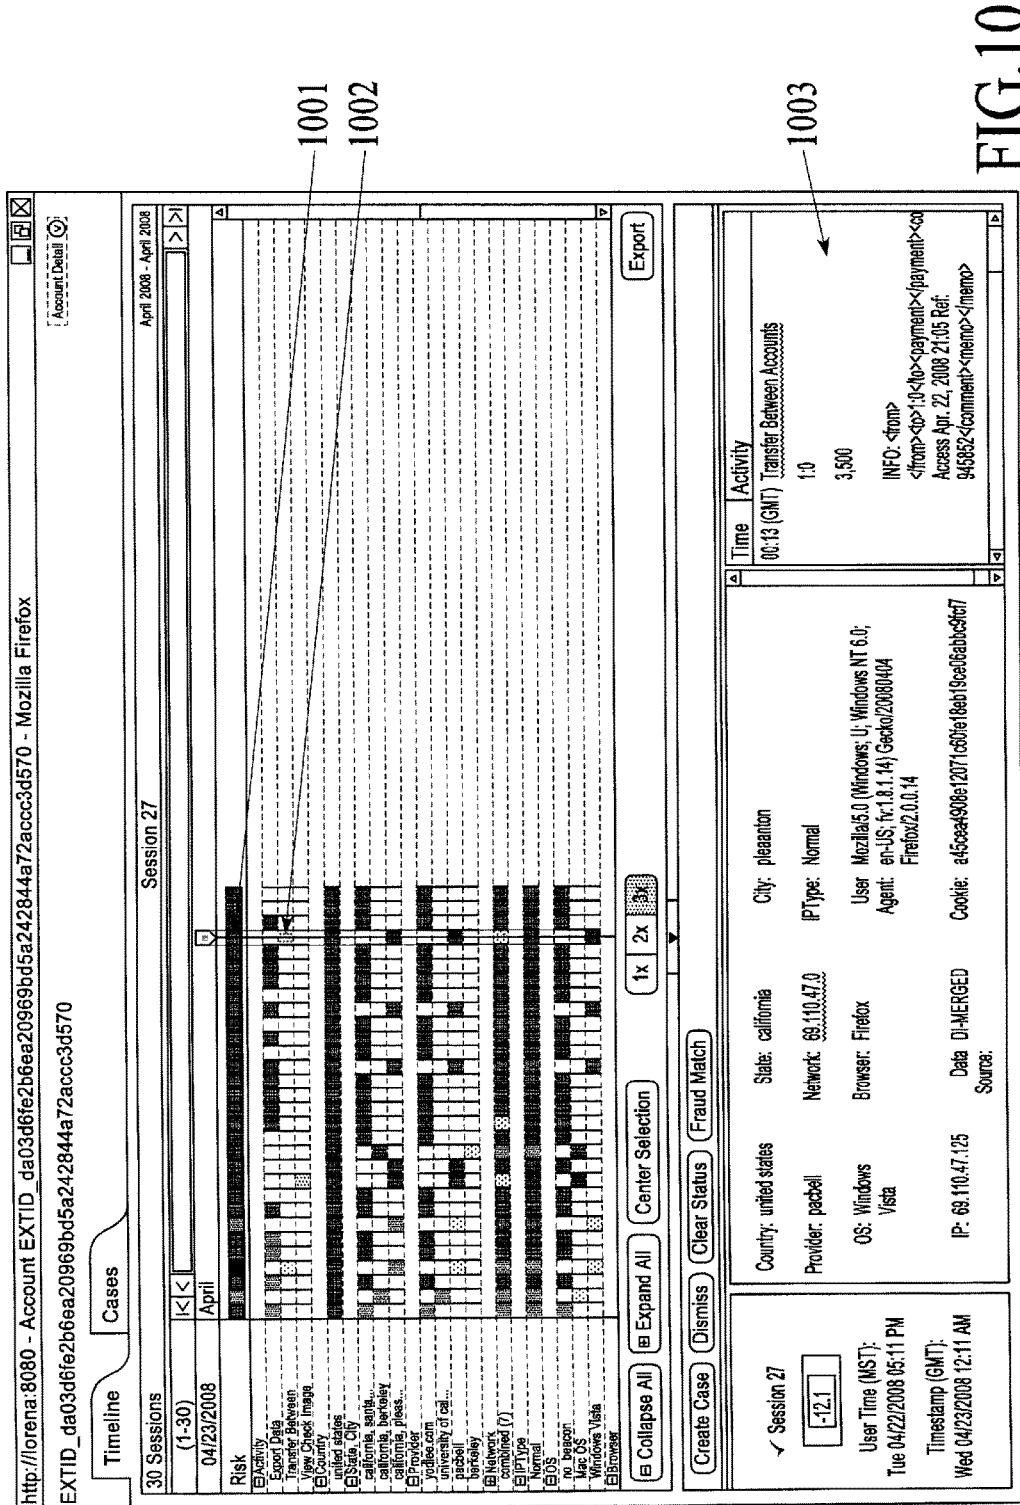 http://lorena:8080 - Account EXTID_da03d6fe2b6ea20969bd5a242844a72accc3d570 - Mozilla Firefox
EXTID_da03d6fe2b6ea20969bd5a242844a72accc3d570
Account Detail
Timeline
Cases
30 Sessions
Session 27
April 2008 - April 2008
(1-30)
|< <
> >|
04/23/2008
April
Risk
Activity
Export Data
Transfer Between
View Check Image
Country
united states
State, City
california, santa...
california, berkeley
california, pleas...
Provider
yodlee.com
university of cal...
pacbell
berkeley
Network
combined (7)
IPType
Normal
OS
no_beacon
Mac OS
Windows Vista
Browser
Collapse All
Expand All
Center Selection
1x 2x 3x
Export
Create Case
Dismiss
Clear Status
Fraud Match
✓ Session 27
-12.1
User Time (MST):
Tue 04/22/2008 05:11 PM
Timestamp (GMT):
Wed 04/23/2008 12:11 AM
Country: united states
State: california
City: pleaanton
Provider: pacbell
Network: 69.110.47.0
IPType: Normal
OS: Windows Vista
Browser: Firefox
User Agent: Mozilla/5.0 (Windows; U; Windows NT 6.0; en-US; fv:1.8.1.14) Gecko/20080404 Firefox/2.0.0.14
IP: 69.110.47.125
Data Source: DI-MERGED
Cookie: a45cea4908e12071c60fe18eb19ce06abbc9fcf7
Time
Activity
00:13 (GMT) Transfer Between Accounts
1:0
3,500
INFO: <from>
</from><to>1:0</to><payment></payment><co
Access Apr. 22, 2008 21:05 Ref:
945852</comment><memo></memo>
1001
1002
1003
FIG.10